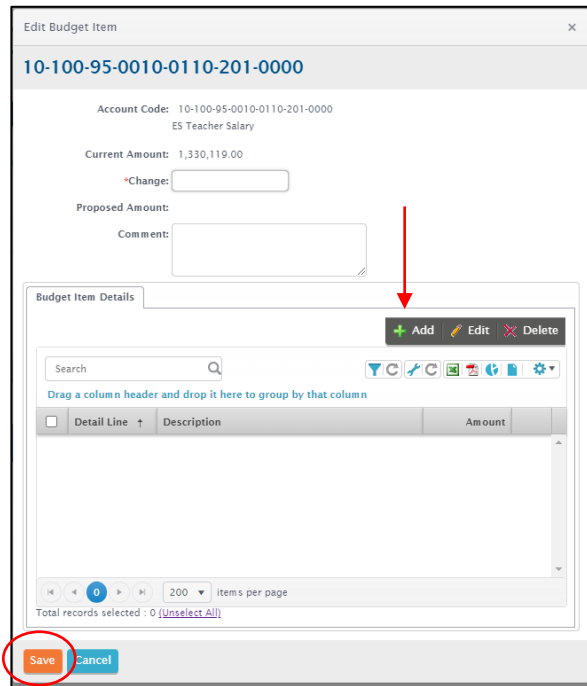 Edit Budget Item ×
10-100-95-0010-0110-201-0000
Account Code: 10-100-95-0010-0110-201-0000
ES Teacher Salary
Current Amount: 1,330,119.00
*Change:
Proposed Amount:
Comment:
Budget Item Details
Add Edit Delete
Search
Drag a column header and drop it here to group by that column
Detail Line ↑ Description Amount
0 200 items per page
Total records selected : 0 (Unselect All)
Save Cancel